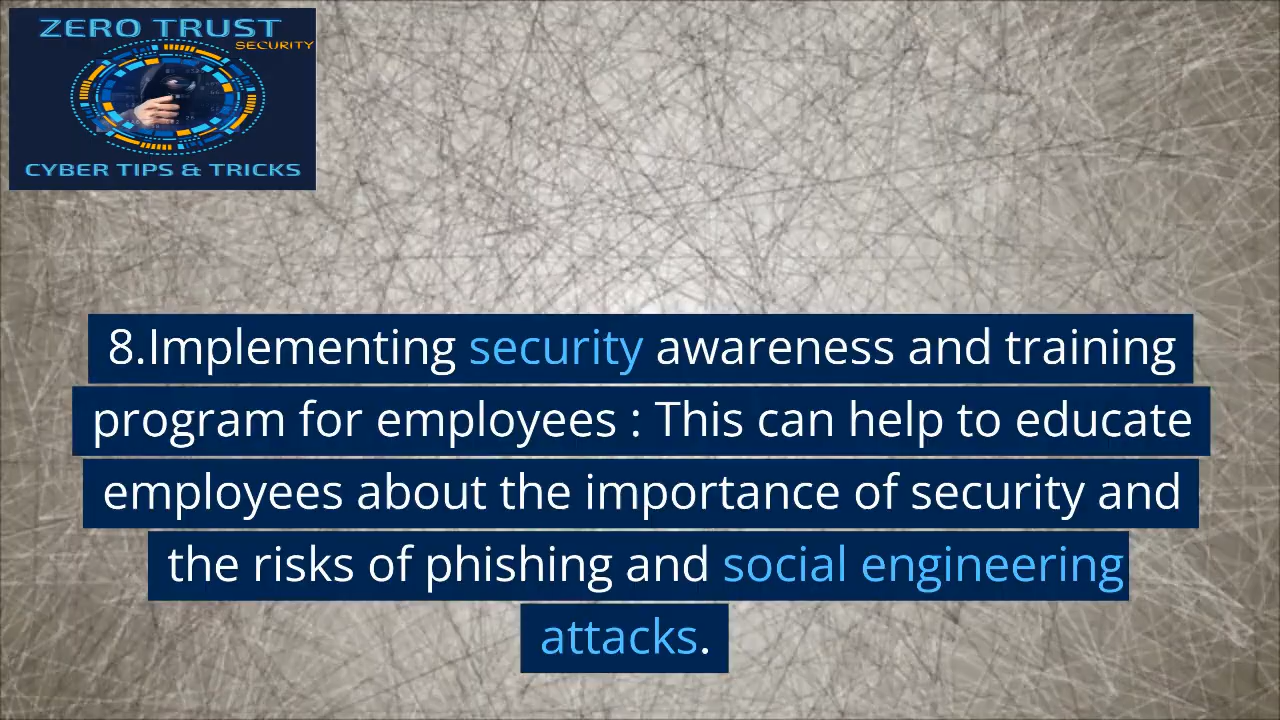 ZERO TRUST
SECURITY
CYBER TIPS & TRICKS
8.Implementing security awareness and training
program for employees : This can help to educate
employees about the importance of security and
the risks of phishing and social engineering
attacks.